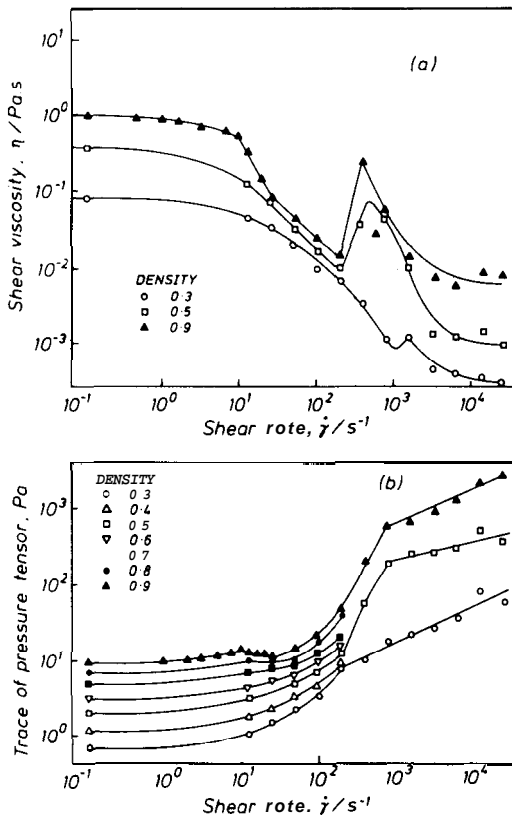 (a)
Shear viscosity. η/Pa.s
10¹
10⁰
10⁻¹
10⁻²
10⁻³
DENSITY
0·3
0·5
0·9
10⁻¹ 10⁰ 10¹ 10² 10³ 10⁴
Shear rote, γ̇/s⁻¹
(b)
Trace of pressure tensor, Pa
10³
10²
10¹
10⁰
DENSITY
0·3
0·4
0·5
0·6
0.7
0·8
0·9
10⁻¹ 10⁰ 10¹ 10² 10³ 10⁴
Shear rote. γ̇/s⁻¹